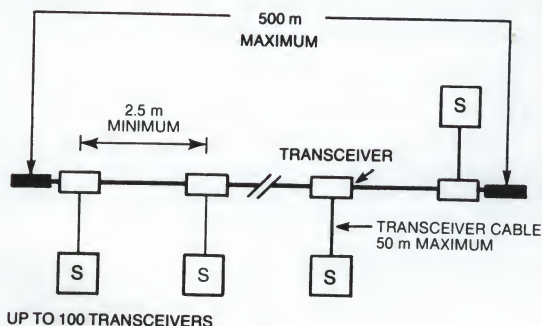 500 m
MAXIMUM
S
2.5 m
MINIMUM
TRANSCEIVER
TRANSCEIVER CABLE
50 m MAXIMUM
S
S
S
UP TO 100 TRANSCEIVERS